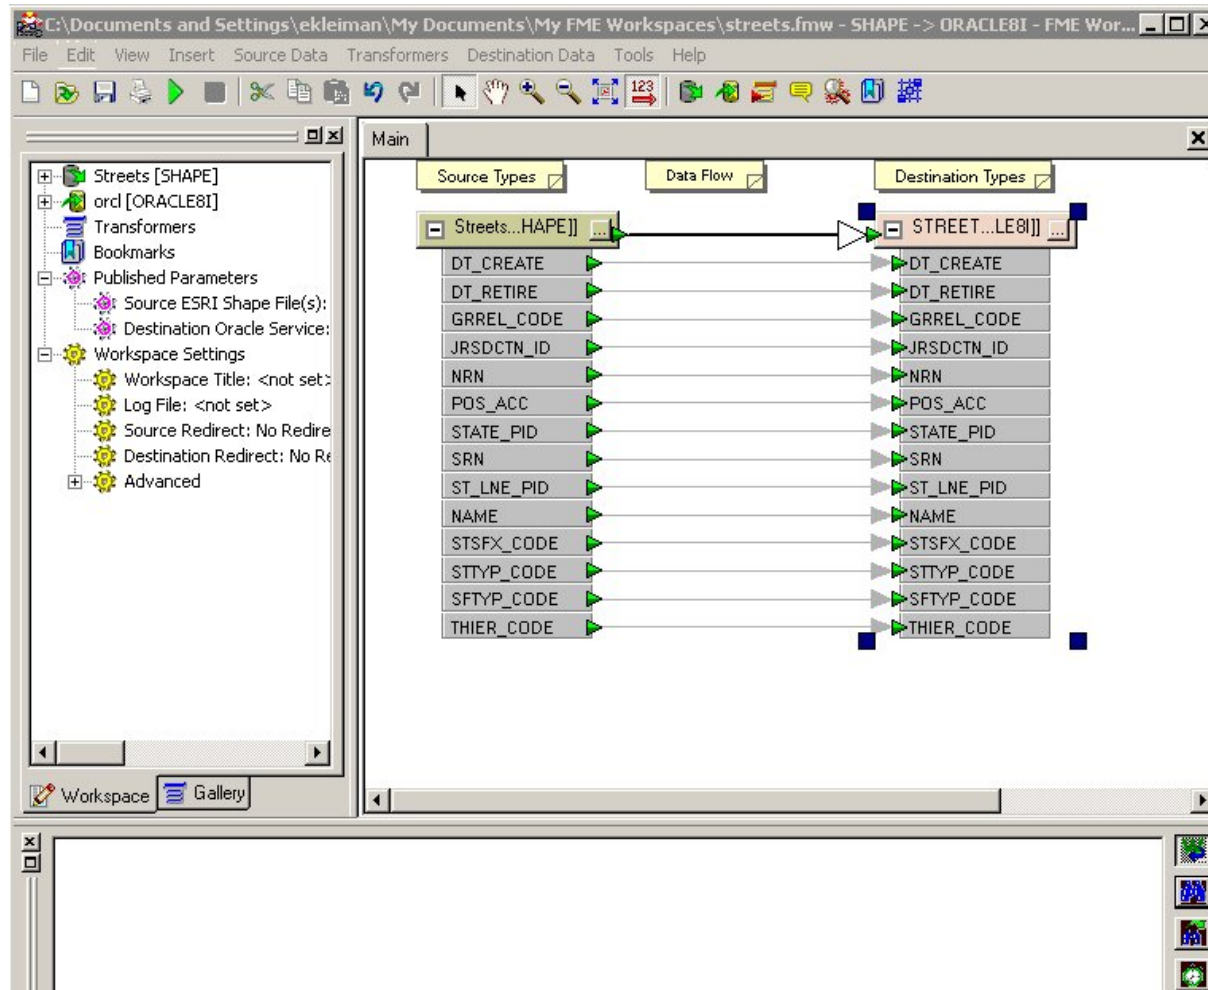 C:\Documents and Settings\ekleiman\My Documents\My FME Workspaces\streets.fmw - SHAPE -> ORACLE8I - FME Wor...
File Edit View Insert Source Data Transformers Destination Data Tools Help
123
Main
Streets [SHAPE]
orcl [ORACLE8I]
Transformers
Bookmarks
Published Parameters
Source ESRI Shape File(s):
Destination Oracle Service:
Workspace Settings
Workspace Title: <not set>
Log File: <not set>
Source Redirect: No Redire
Destination Redirect: No Re
Advanced
Workspace Gallery
Source Types Data Flow Destination Types
Streets...HAPE]] ... STREET...LE8I]] ...
DT_CREATE DT_CREATE
DT_RETIRE DT_RETIRE
GRREL_CODE GRREL_CODE
JRSDCTN_ID JRSDCTN_ID
NRN NRN
POS_ACC POS_ACC
STATE_PID STATE_PID
SRN SRN
ST_LNE_PID ST_LNE_PID
NAME NAME
STSFX_CODE STSFX_CODE
STTYP_CODE STTYP_CODE
SFTYP_CODE SFTYP_CODE
THIER_CODE THIER_CODE